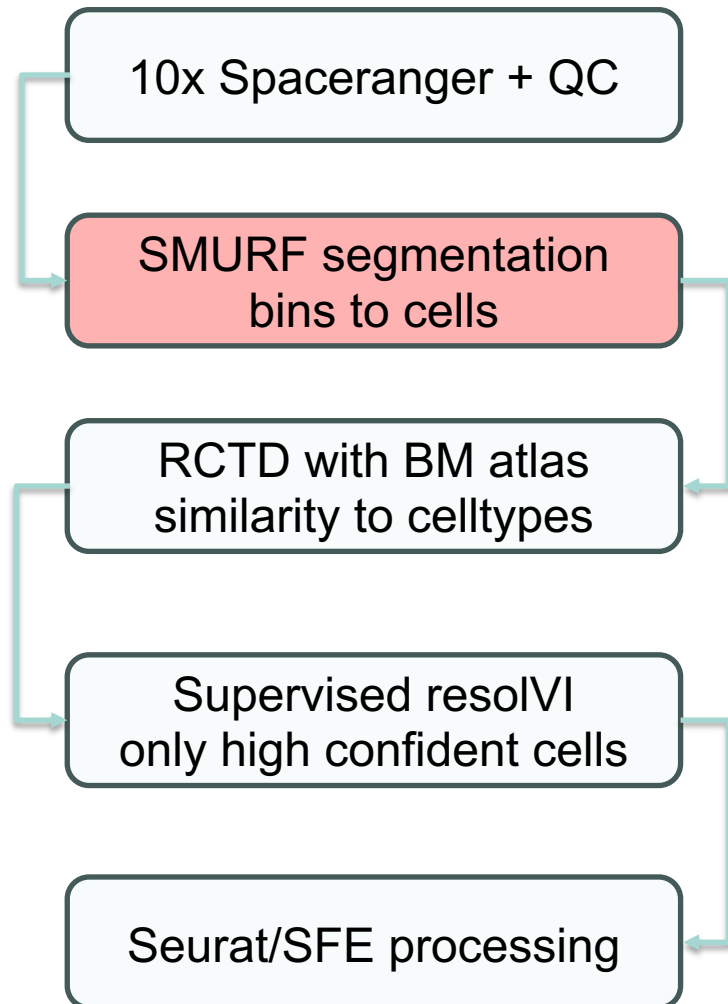 10x Spaceranger + QC
SMURF segmentation
bins to cells
RCTD with BM atlas
similarity to celltypes
Supervised resolVI
only high confident cells
Seurat/SFE processing